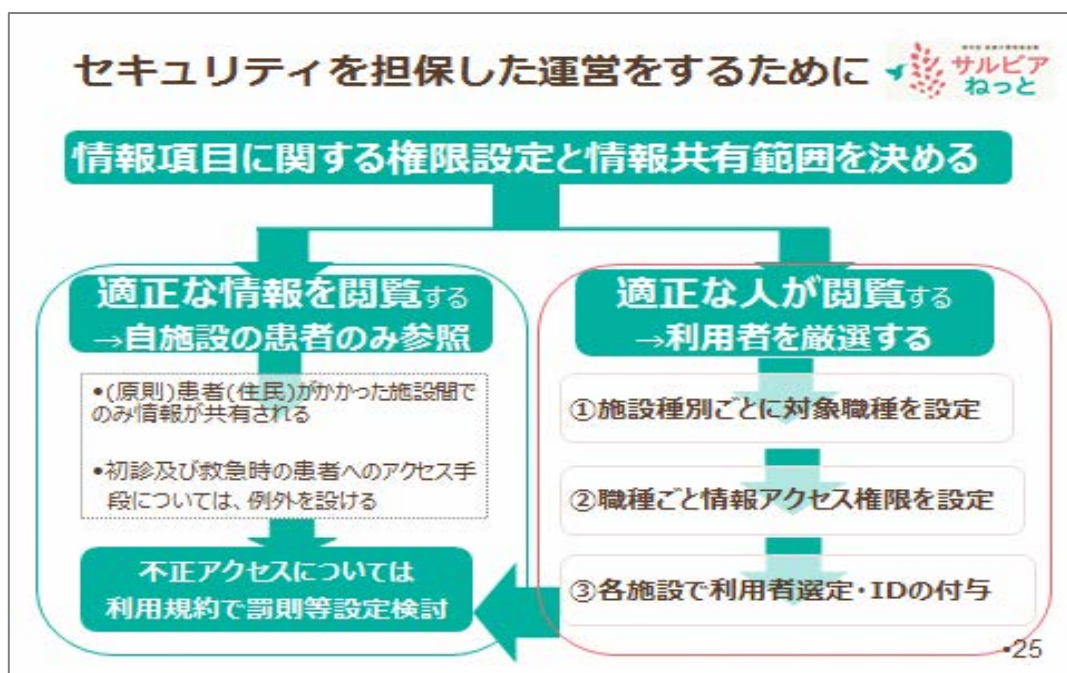 セキュリティを担保した運営をするために
サルビア
ねっと
情報項目に関する権限設定と情報共有範囲を決める
適正な情報を閲覧する
→自施設の患者のみ参照
•(原則)患者(住民)がかかった施設間で
のみ情報が共有される
•初診及び救急時の患者へのアクセス手
段については、例外を設ける
不正アクセスについては
利用規約で罰則等設定検討
適正な人が閲覧する
→利用者を厳選する
①施設種別ごとに対象職種を設定
②職種ごと情報アクセス権限を設定
③各施設で利用者選定・IDの付与
•25